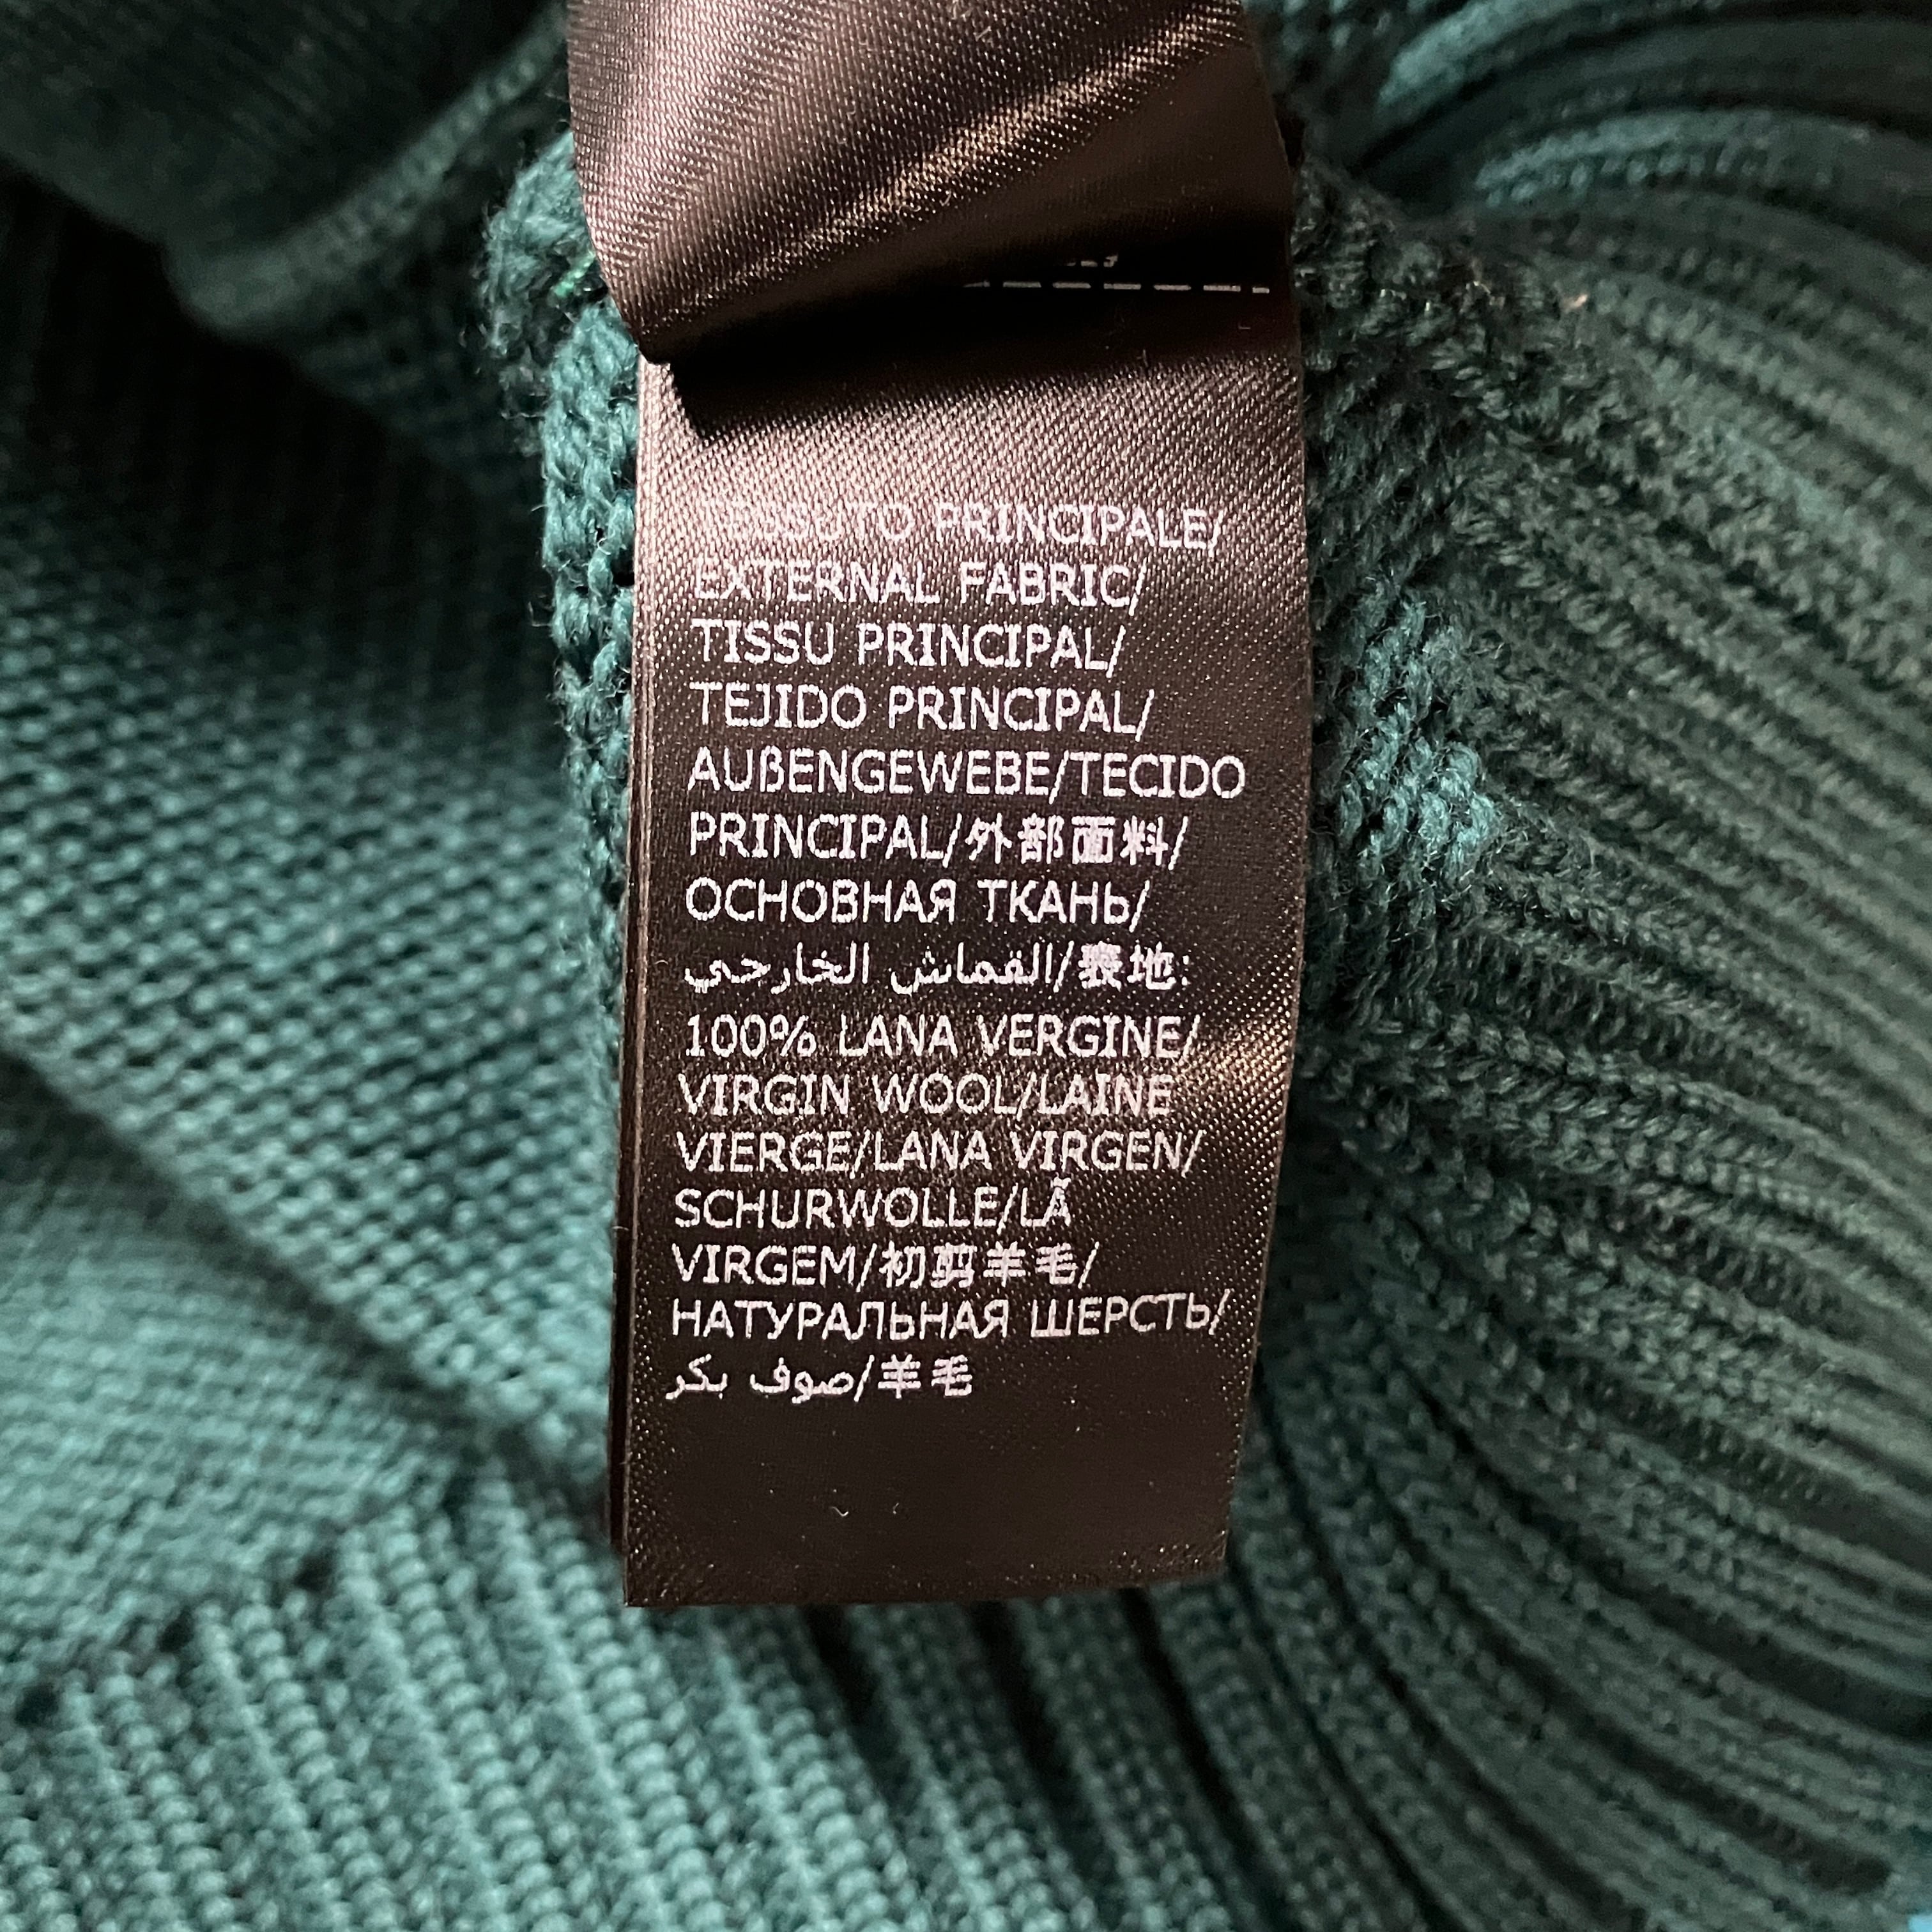 TESSUTO PRINCIPALE/
EXTERNAL FABRIC/
TISSU PRINCIPAL/
TEJIDO PRINCIPAL/
AUßENGEWEBE/TECIDO
PRINCIPAL/外部面料/
ОСНОВНАЯ ТКАНЬ/
القماش الخارجي/表地:
100% LANA VERGINE/
VIRGIN WOOL/LAINE
VIERGE/LANA VIRGEN/
SCHURWOLLE/LÃ
VIRGEM/初剪羊毛/
НАТУРАЛЬНАЯ ШЕРСТЬ/
صوف بكر/羊毛